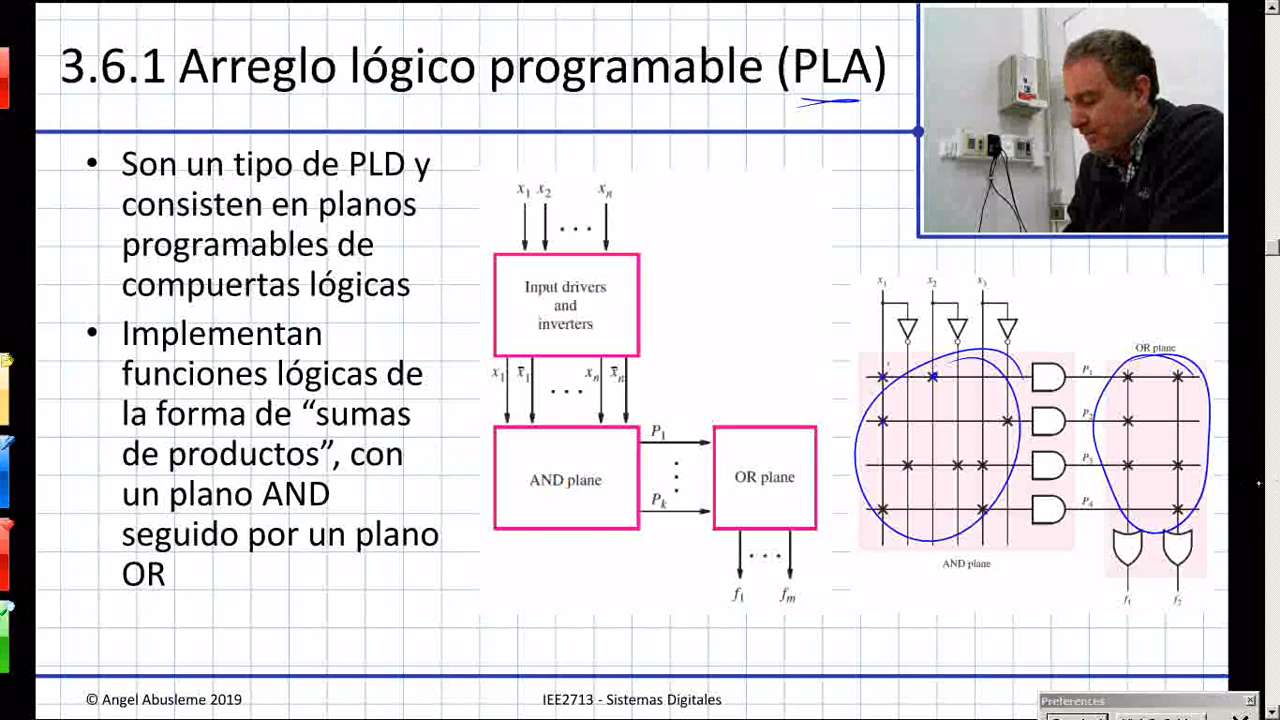 3.6.1 Arreglo lógico programable (PLA)
• Son un tipo de PLD y
consisten en planos
programables de
compuertas lógicas
• Implementan
funciones lógicas de
la forma de “sumas
de productos”, con
un plano AND
seguido por un plano
OR
x1 x2 xn
Input drivers
and
inverters
x1 x̄1 xn x̄n
AND plane
P1
Pk
OR plane
f1 fm
x1 x2 x3
OR plane
P1
P2
P3
P4
AND plane
f1 f2
© Angel Abusleme 2019
IEE2713 - Sistemas Digitales
Preferences